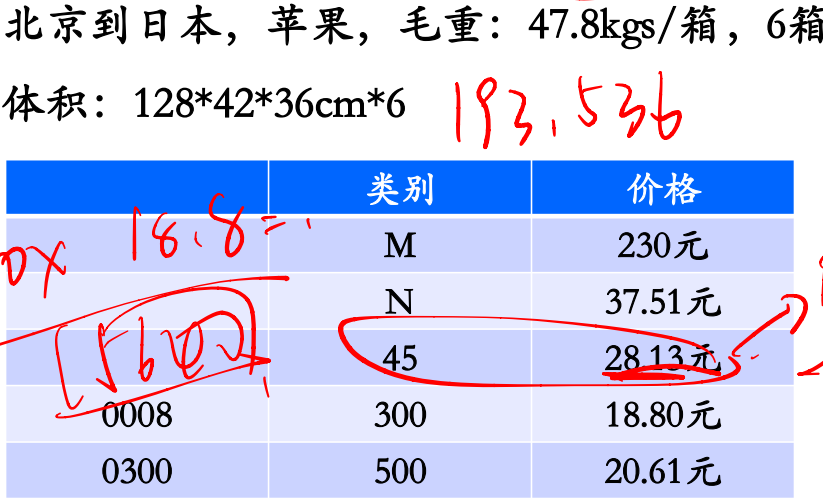 北京到日本，苹果，毛重：47.8kgs/箱，6箱
体积：128*42*36cm*6 193.536
类别 价格
18.8=
M 230元
0X
N 37.51元
5640
45 28.13元
0008 300 18.80元
0300 500 20.61元